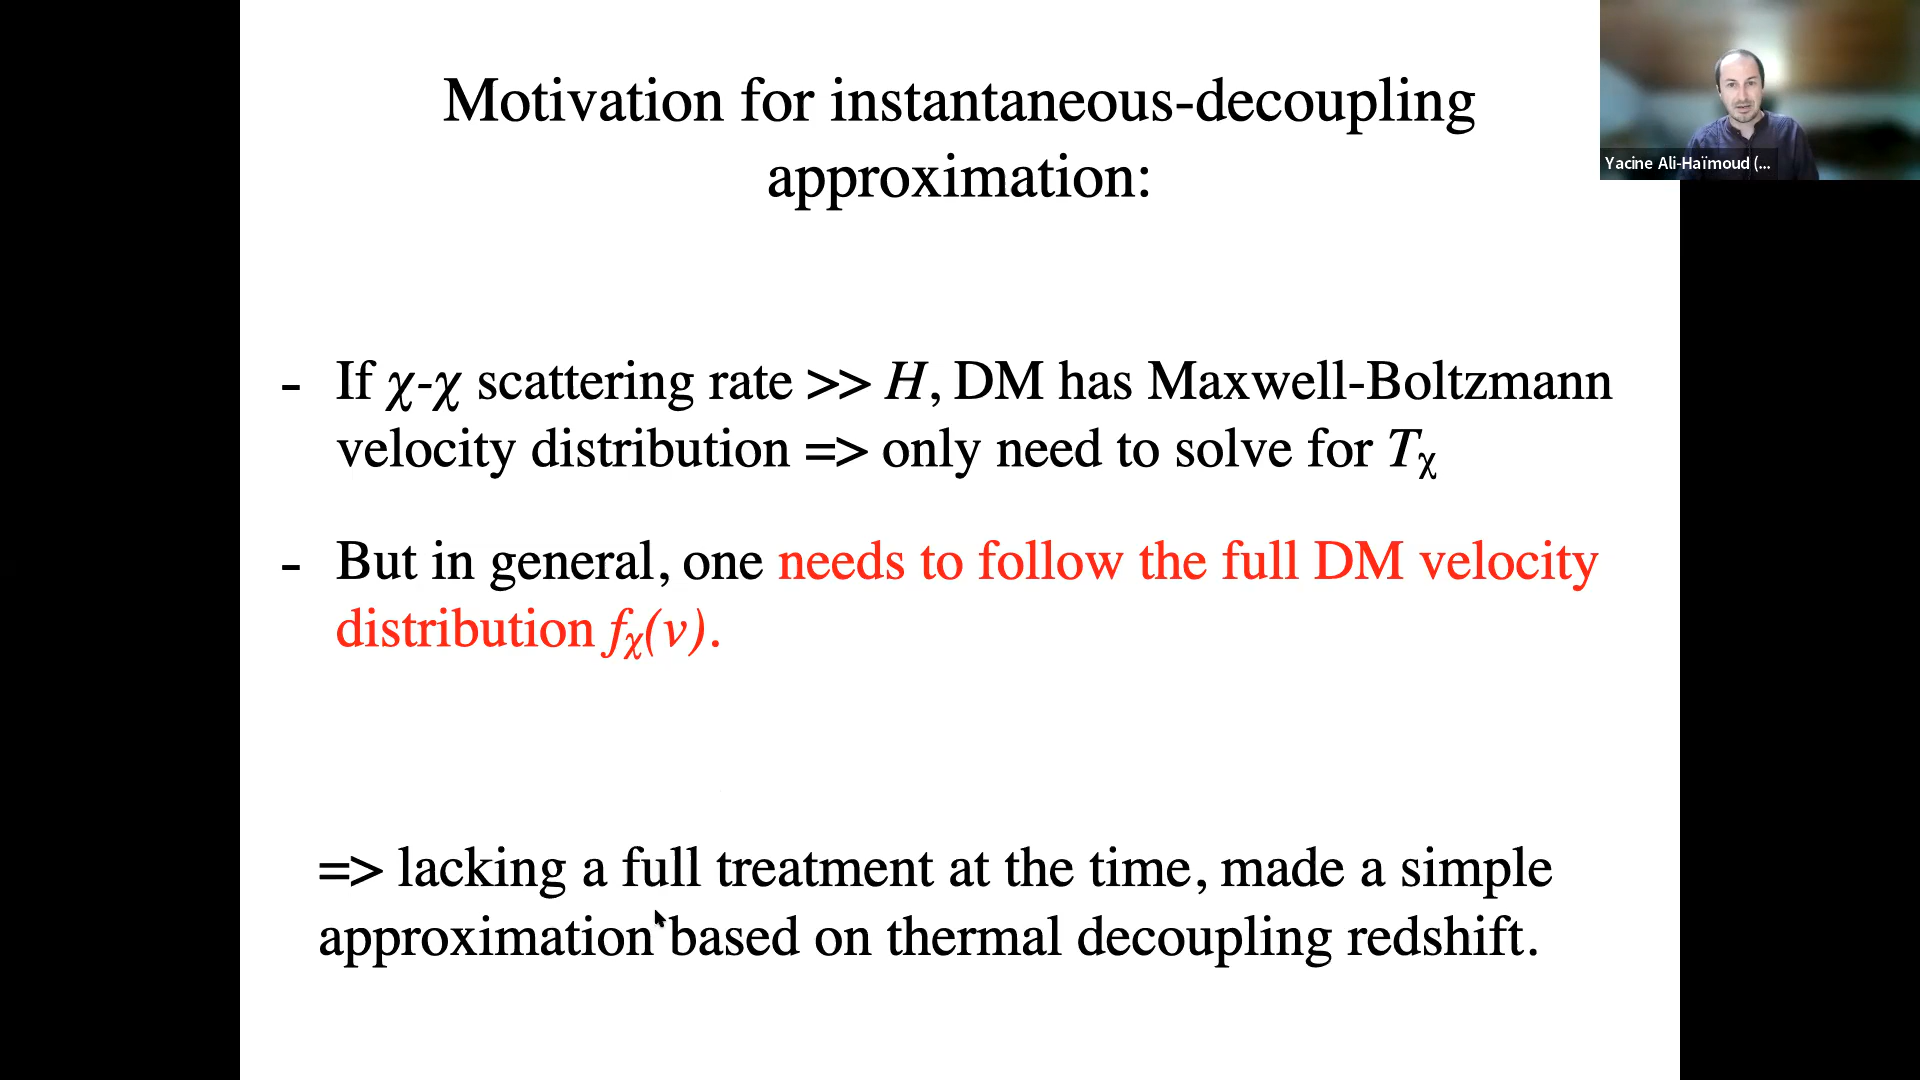 Motivation for instantaneous-decoupling
approximation:
Yacine Ali-Haïmoud (...
- If χ-χ scattering rate >> H, DM has Maxwell-Boltzmann
velocity distribution => only need to solve for Tχ
- But in general, one needs to follow the full DM velocity
distribution fχ(v).
=> lacking a full treatment at the time, made a simple
approximation based on thermal decoupling redshift.